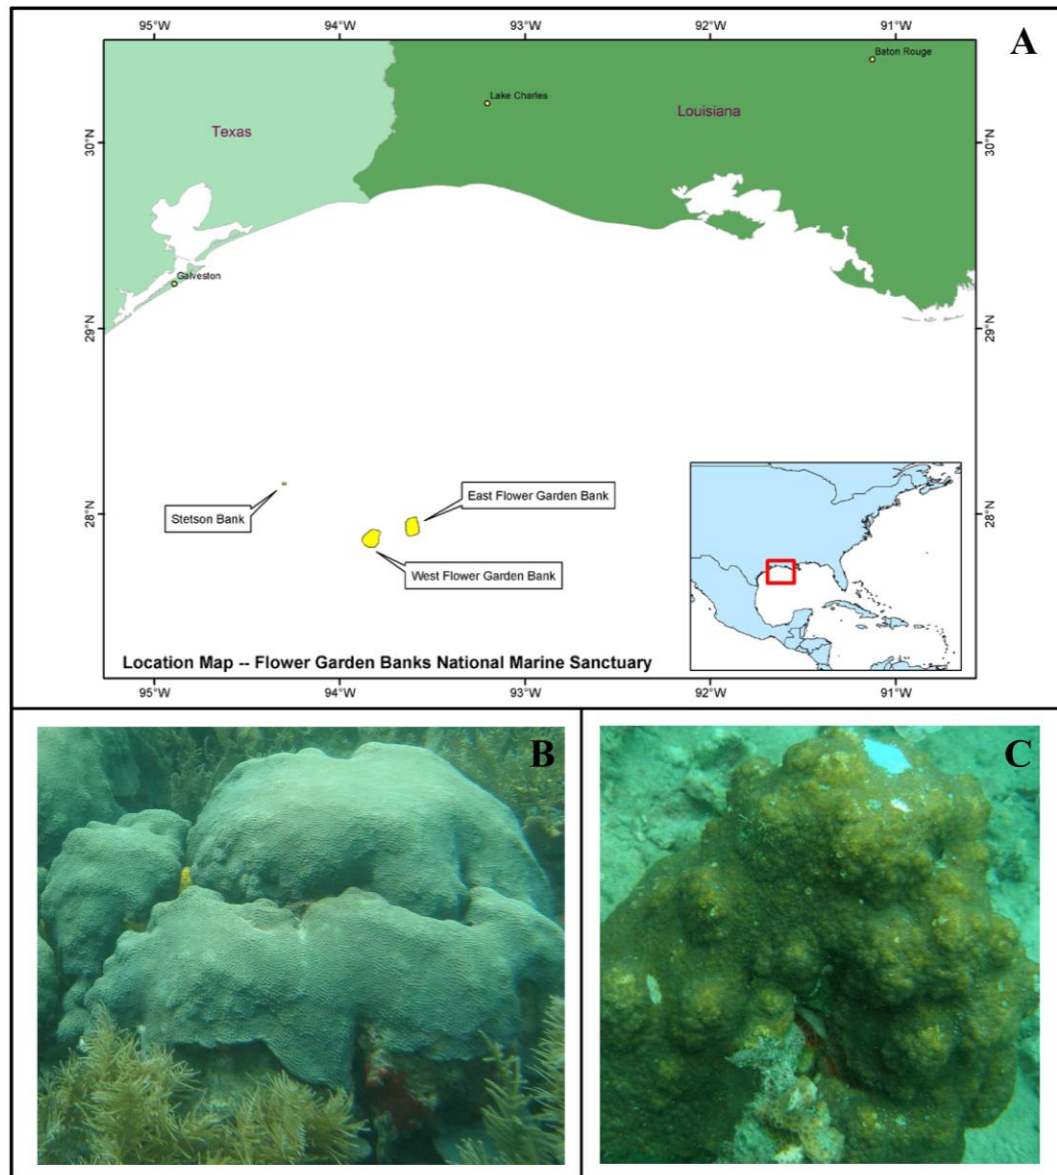 95°W 94°W 93°W 92°W 91°W
A
Baton Rouge
Lake Charles
Texas
Louisiana
30°N
30°N
Galveston
29°N
29°N
East Flower Garden Bank
Stetson Bank
28°N
28°N
West Flower Garden Bank
Location Map -- Flower Garden Banks National Marine Sanctuary
95°W 94°W 93°W 92°W 91°W
B
C